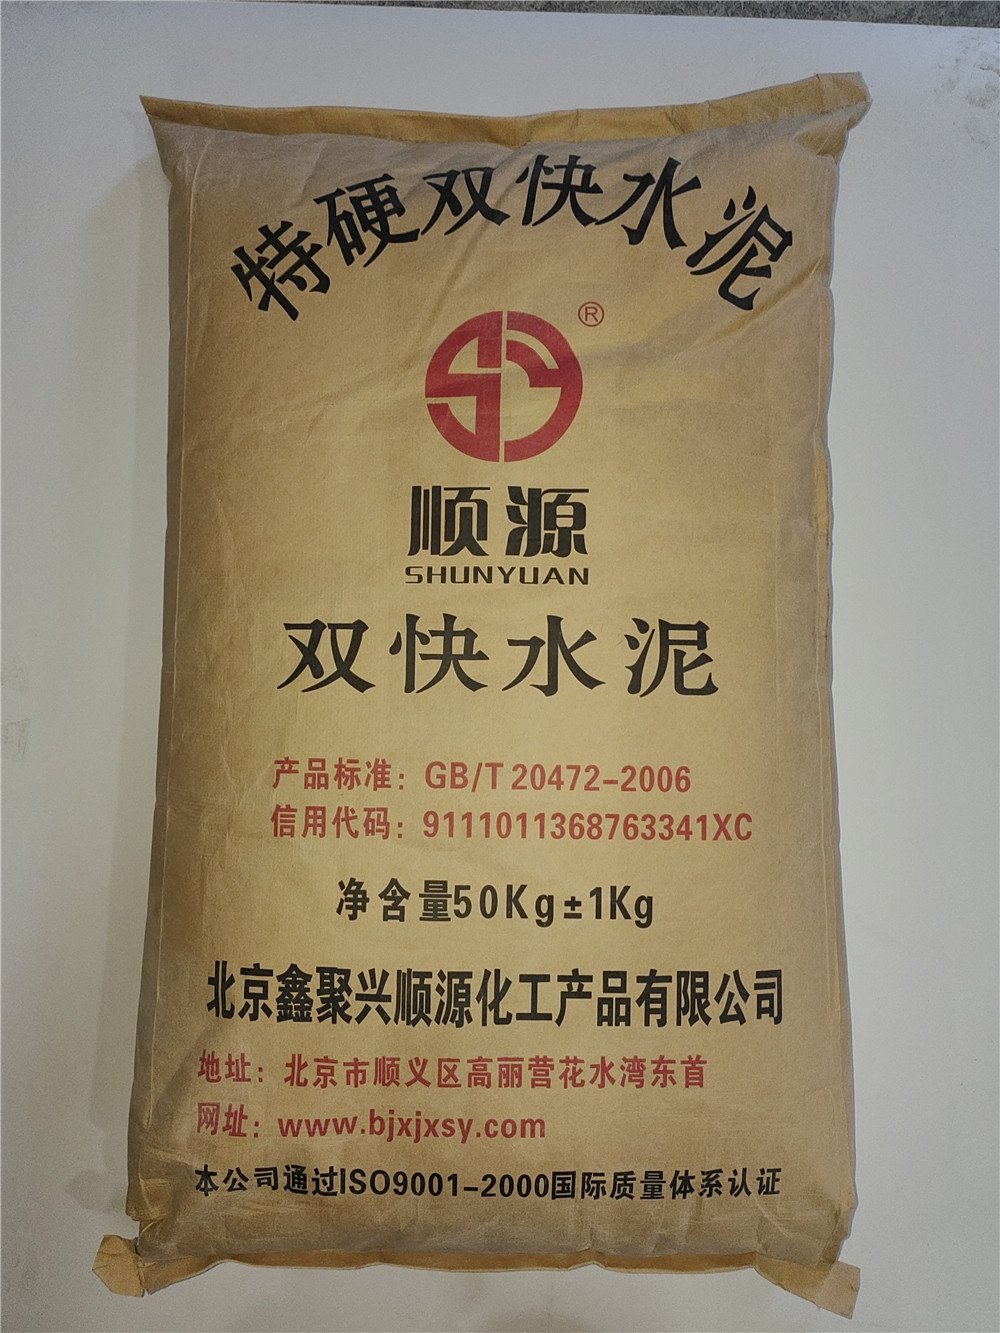 特硬双快水泥
®
顺源
SHUNYUAN
双快水泥
产品标准：GB/T 20472-2006
信用代码：9111011368763341XC
净含量50Kg±1Kg
北京鑫聚兴顺源化工产品有限公司
地址：北京市顺义区高丽营花水湾东首
网址：www.bjxjxsy.com
本公司通过ISO9001-2000国际质量体系认证